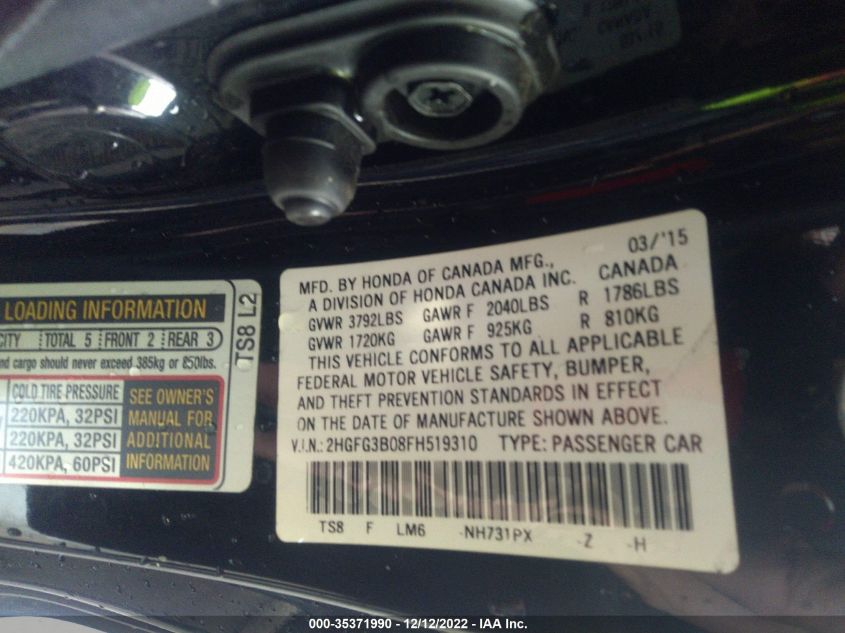 LOADING INFORMATION
CITY TOTAL 5 FRONT 2 REAR 3
nd cargo should never exceed 385kg or 850lbs.
COLD TIRE PRESSURE
220KPA, 32PSI
220KPA, 32PSI
420KPA, 60PSI
SEE OWNER'S
MANUAL FOR
ADDITIONAL
INFORMATION
TS8 L2
03/'15
MFD. BY HONDA OF CANADA MFG.,
A DIVISION OF HONDA CANADA INC. CANADA
GVWR 3792LBS GAWR F 2040LBS R 1786LBS
GVWR 1720KG GAWR F 925KG R 810KG
THIS VEHICLE CONFORMS TO ALL APPLICABLE
FEDERAL MOTOR VEHICLE SAFETY, BUMPER,
AND THEFT PREVENTION STANDARDS IN EFFECT
ON THE DATE OF MANUFACTURE SHOWN ABOVE.
V.I.N.: 2HGFG3B08FH519310 TYPE: PASSENGER CAR
TS8 F LM6 -NH731PX -Z -H
000-35371990 - 12/12/2022 - IAA Inc.